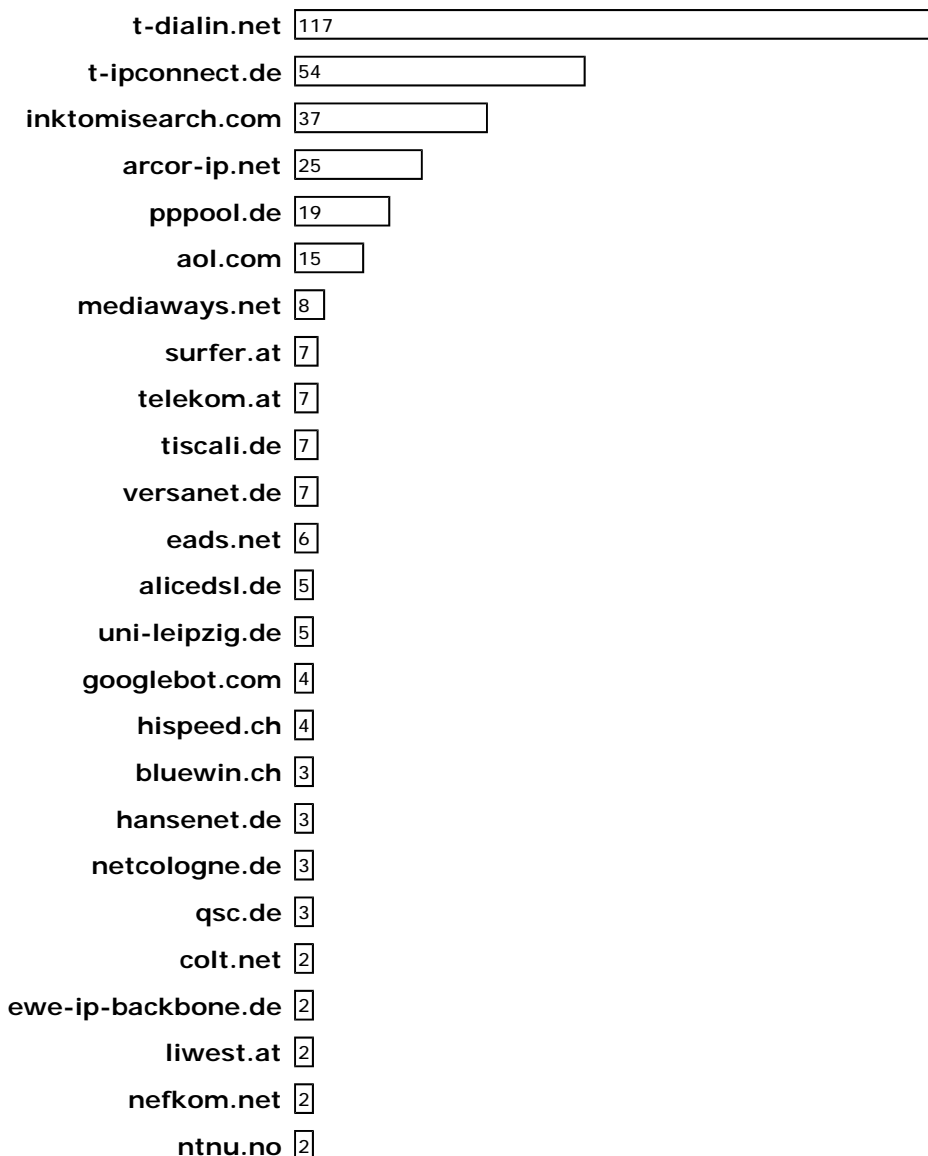 t-dialin.net 117
t-ipconnect.de 54
inktomisearch.com 37
arcor-ip.net 25
pppool.de 19
aol.com 15
mediaways.net 8
surfer.at 7
telekom.at 7
tiscali.de 7
versanet.de 7
eads.net 6
alicedsl.de 5
uni-leipzig.de 5
googlebot.com 4
hispeed.ch 4
bluewin.ch 3
hansenet.de 3
netcologne.de 3
qsc.de 3
colt.net 2
ewe-ip-backbone.de 2
liwest.at 2
nefkom.net 2
ntnu.no 2